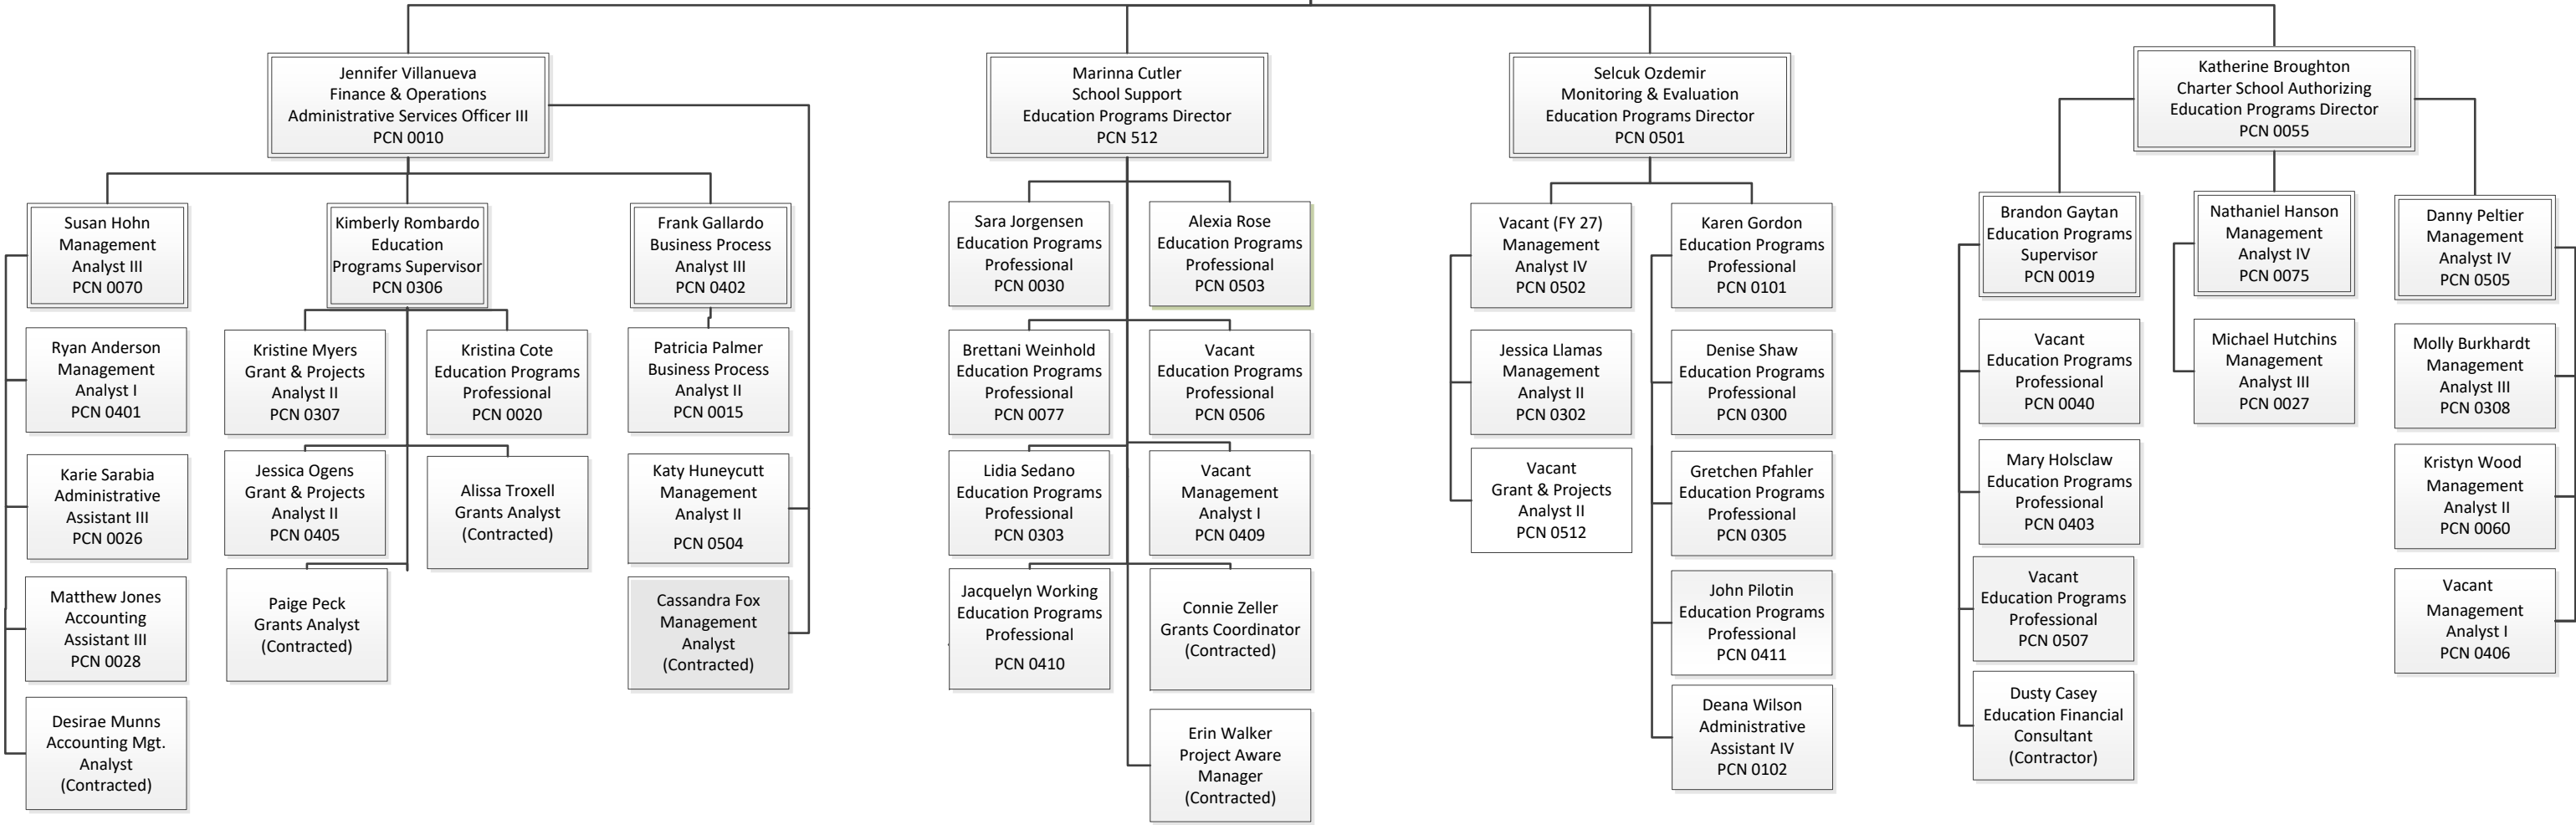 Jennifer Villanueva
Finance & Operations
Administrative Services Officer III
PCN 0010
Marinna Cutler
School Support
Education Programs Director
PCN 512
Selcuk Ozdemir
Monitoring & Evaluation
Education Programs Director
PCN 0501
Katherine Broughton
Charter School Authorizing
Education Programs Director
PCN 0055
Susan Hohn
Management
Analyst III
PCN 0070
Ryan Anderson
Management
Analyst I
PCN 0401
Karie Sarabia
Administrative
Assistant III
PCN 0026
Matthew Jones
Accounting
Assistant III
PCN 0028
Desirae Munns
Accounting Mgt.
Analyst
(Contracted)
Kimberly Rombardo
Education
Programs Supervisor
PCN 0306
Kristine Myers
Grant & Projects
Analyst II
PCN 0307
Kristina Cote
Education Programs
Professional
PCN 0020
Jessica Ogens
Grant & Projects
Analyst II
PCN 0405
Alissa Troxell
Grants Analyst
(Contracted)
Paige Peck
Grants Analyst
(Contracted)
Frank Gallardo
Business Process
Analyst III
PCN 0402
Patricia Palmer
Business Process
Analyst II
PCN 0015
Katy Huneycutt
Management
Analyst II
PCN 0504
Cassandra Fox
Management
Analyst
(Contracted)
Sara Jorgensen
Education Programs
Professional
PCN 0030
Alexia Rose
Education Programs
Professional
PCN 0503
Brettani Weinhold
Education Programs
Professional
PCN 0077
Vacant
Education Programs
Professional
PCN 0506
Lidia Sedano
Education Programs
Professional
PCN 0303
Vacant
Management
Analyst I
PCN 0409
Jacquelyn Working
Education Programs
Professional
PCN 0410
Connie Zeller
Grants Coordinator
(Contracted)
Erin Walker
Project Aware
Manager
(Contracted)
Vacant (FY 27)
Management
Analyst IV
PCN 0502
Jessica Llamas
Management
Analyst II
PCN 0302
Vacant
Grant & Projects
Analyst II
PCN 0512
Karen Gordon
Education Programs
Professional
PCN 0101
Denise Shaw
Education Programs
Professional
PCN 0300
Gretchen Pfahler
Education Programs
Professional
PCN 0305
John Pilotin
Education Programs
Professional
PCN 0411
Deana Wilson
Administrative
Assistant IV
PCN 0102
Brandon Gaytan
Education Programs
Supervisor
PCN 0019
Vacant
Education Programs
Professional
PCN 0040
Mary Holsclaw
Education Programs
Professional
PCN 0403
Vacant
Education Programs
Professional
PCN 0507
Dusty Casey
Education Financial
Consultant
(Contractor)
Nathaniel Hanson
Management
Analyst IV
PCN 0075
Michael Hutchins
Management
Analyst III
PCN 0027
Danny Peltier
Management
Analyst IV
PCN 0505
Molly Burkhardt
Management
Analyst III
PCN 0308
Kristyn Wood
Management
Analyst II
PCN 0060
Vacant
Management
Analyst I
PCN 0406